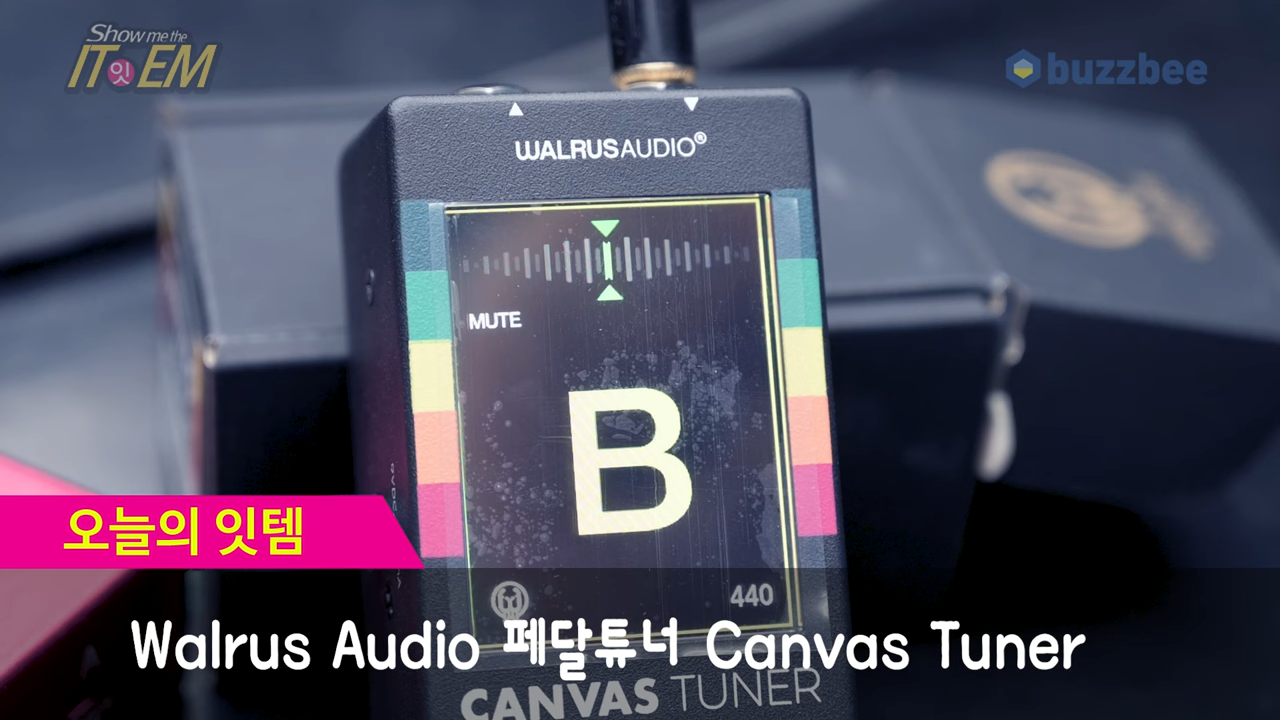 Show me the
IT잇EM
buzzbee
WALRUSAUDIO®
MUTE
B
440
오늘의 잇템
Walrus Audio 페달튜너 Canvas Tuner
CANVAS TUNER